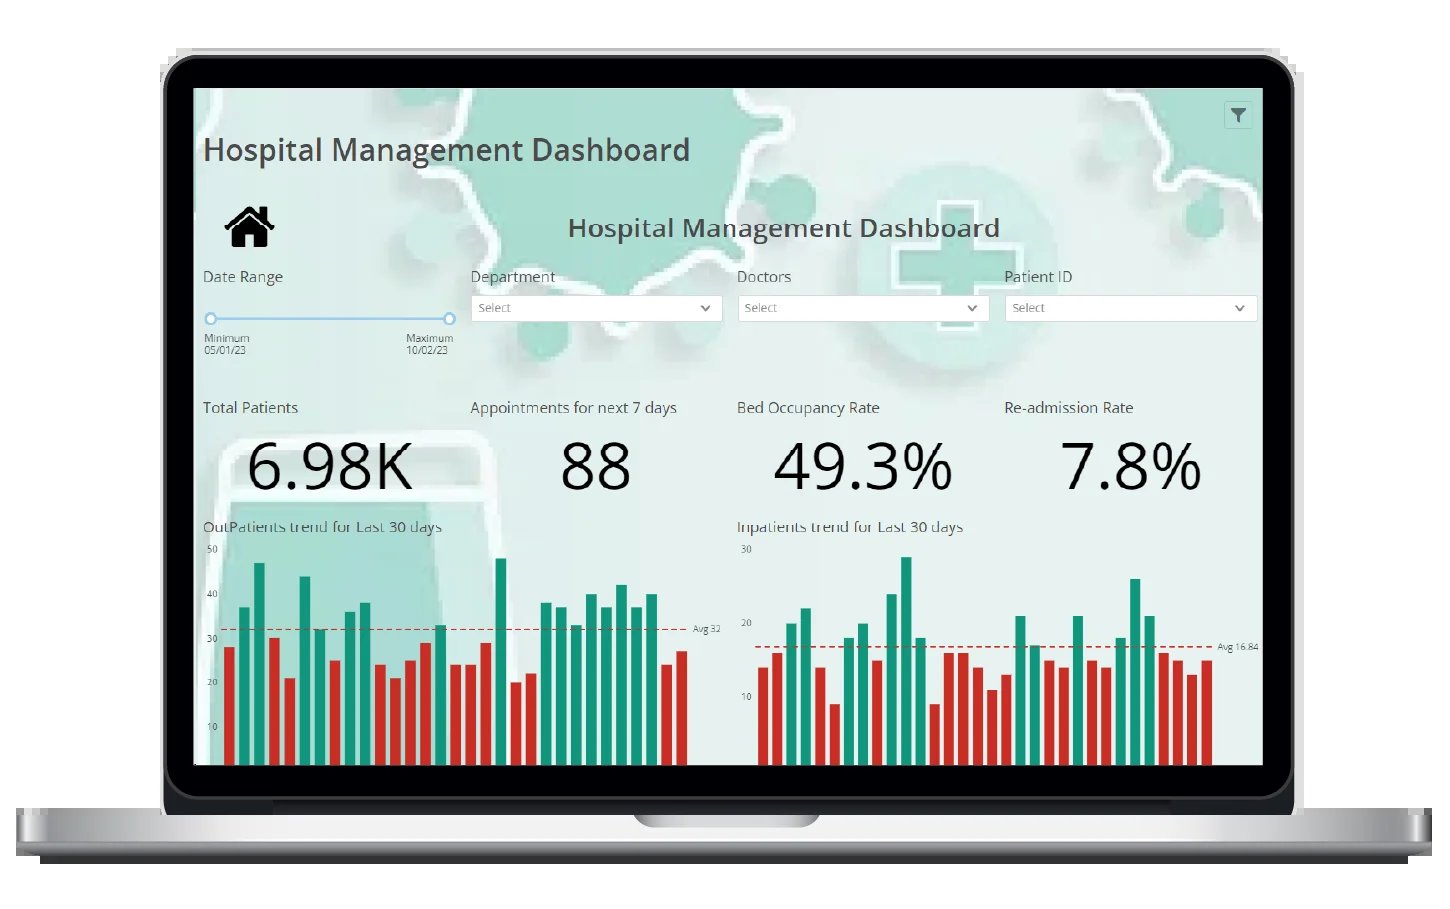 Hospital Management Dashboard
Hospital Management Dashboard
Date Range
Department
Doctors
Patient ID
Select
Select
Select
Minimum
05/01/23
Maximum
10/02/23
Total Patients
Appointments for next 7 days
Bed Occupancy Rate
Re-admission Rate
6.98K
88
49.3%
7.8%
OutPatients trend for Last 30 days
50
40
30
20
10
Avg 32
Inpatients trend for Last 30 days
30
20
10
Avg 16.84